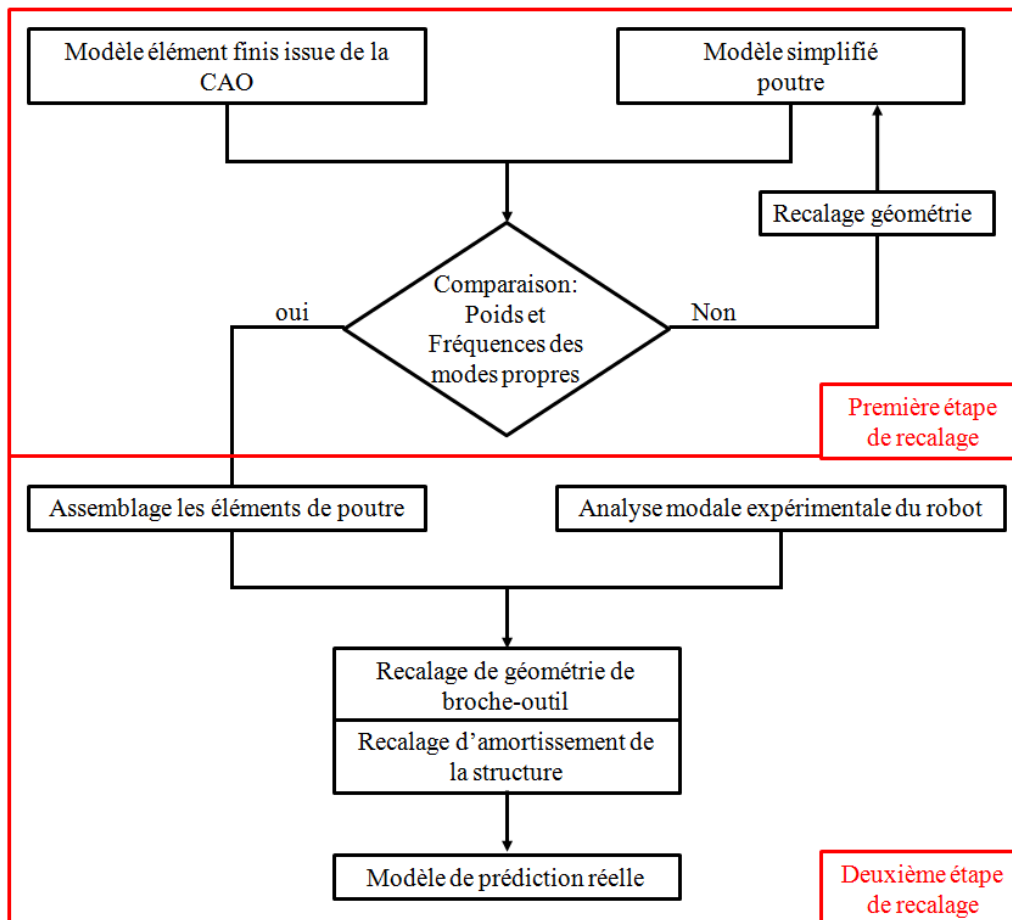 Modèle élément finis issue de la
CAO
Modèle simplifié
poutre
Recalage géométrie
Comparaison:
Poids et
Fréquences des
modes propres
oui
Non
Première étape
de recalage
Assemblage les éléments de poutre
Analyse modale expérimentale du robot
Recalage de géométrie de
broche-outil
Recalage d’amortissement de
la structure
Modèle de prédiction réelle
Deuxième étape
de recalage